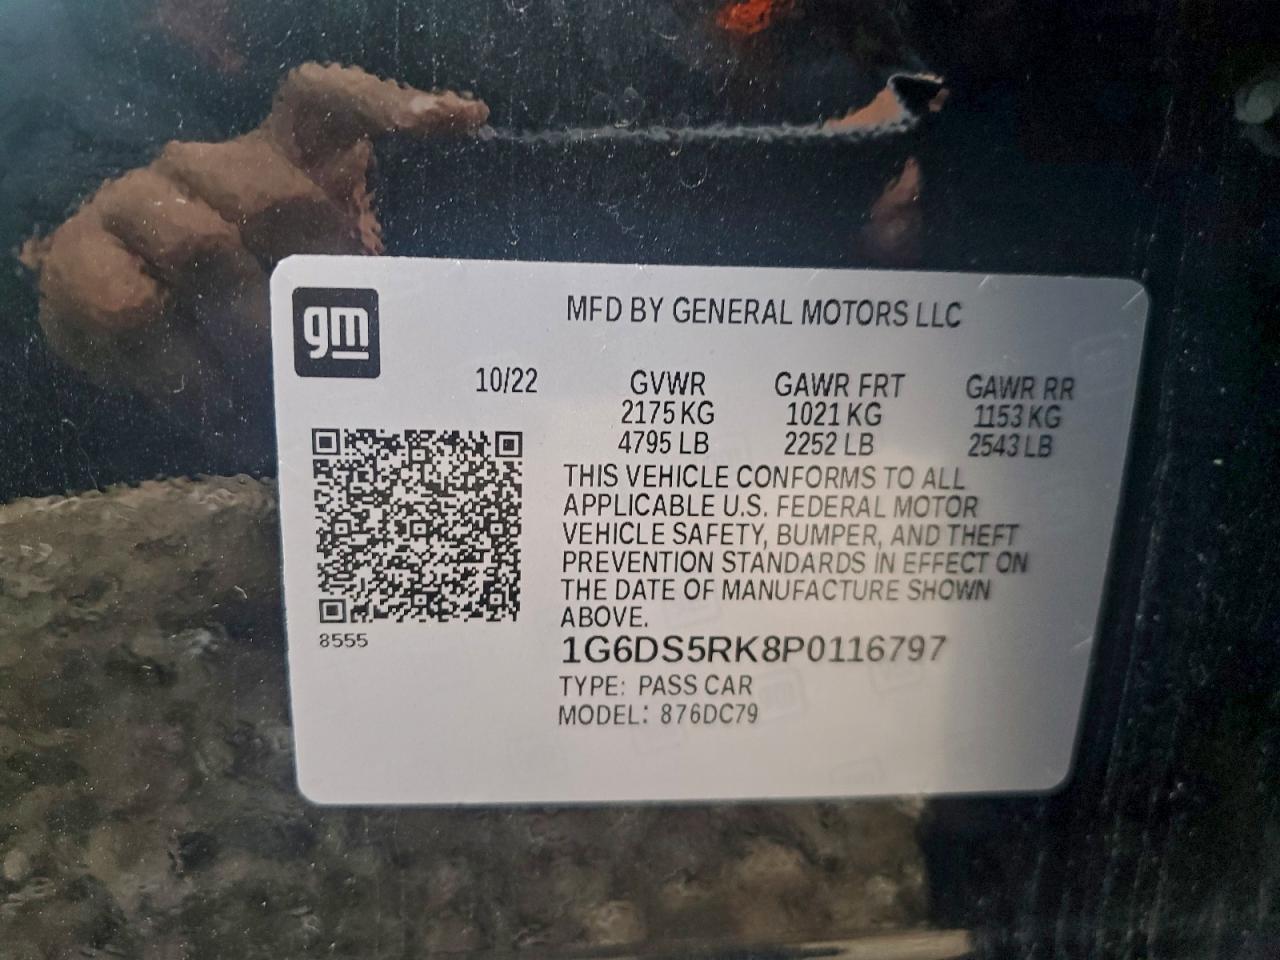 gm
MFD BY GENERAL MOTORS LLC
10/22 GVWR GAWR FRT GAWR RR
2175 KG 1021 KG 1153 KG
4795 LB 2252 LB 2543 LB
THIS VEHICLE CONFORMS TO ALL
APPLICABLE U.S. FEDERAL MOTOR
VEHICLE SAFETY, BUMPER, AND THEFT
PREVENTION STANDARDS IN EFFECT ON
THE DATE OF MANUFACTURE SHOWN
ABOVE.
8555
1G6DS5RK8P0116797
TYPE: PASS CAR
MODEL: 876DC79